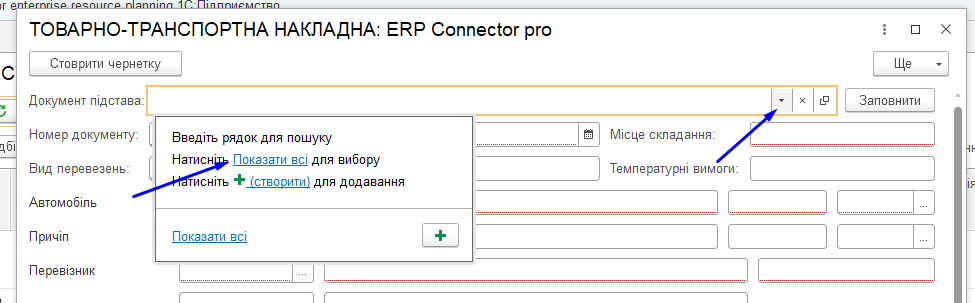 or enterprise resource planning 1С:Підприємство
ТОВАРНО-ТРАНСПОРТНА НАКЛАДНА: ERP Connector pro
Стоврити чернетку
Ще
Документ підстава:
Заповнити
Номер документу:
Місце складання:
Введіть рядок для пошуку
Натисніть Показати всі для вибору
Вид перевезень:
Температурні вимоги:
Натисніть + (створити) для додавання
Автомобіль
Причіп
Показати всі
Перевізник